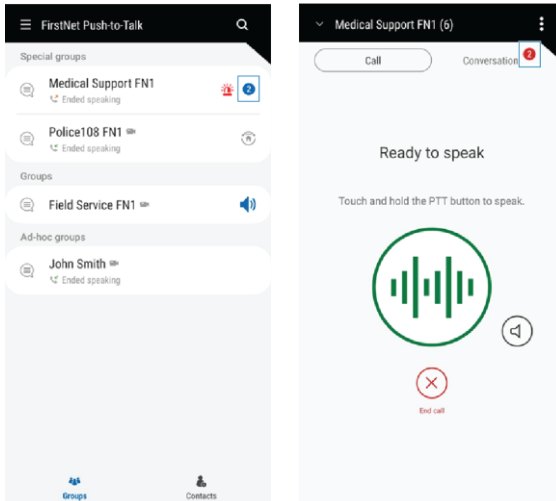 FirstNet Push-to-Talk
Special groups
Medical Support FN1
Ended speaking
2
Police108 FN1
Ended speaking
Groups
Field Service FN1
Ad-hoc groups
John Smith
Ended speaking
Groups
Contacts
Medical Support FN1 (6)
Call
Conversation
2
Ready to speak
Touch and hold the PTT button to speak.
End call